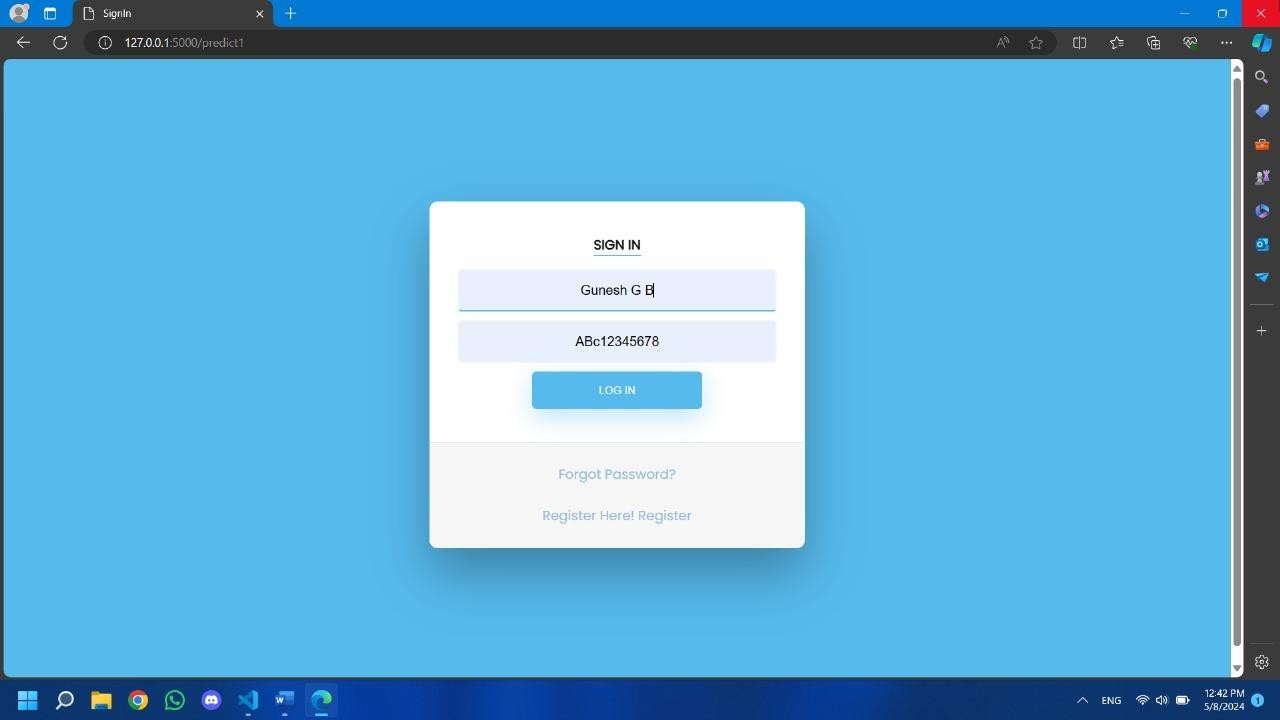 SignIn
127.0.0.1:5000/predict1
SIGN IN
Gunesh G B
ABc12345678
LOG IN
Forgot Password?
Register Here! Register
ENG
12:42 PM
5/8/2024
1